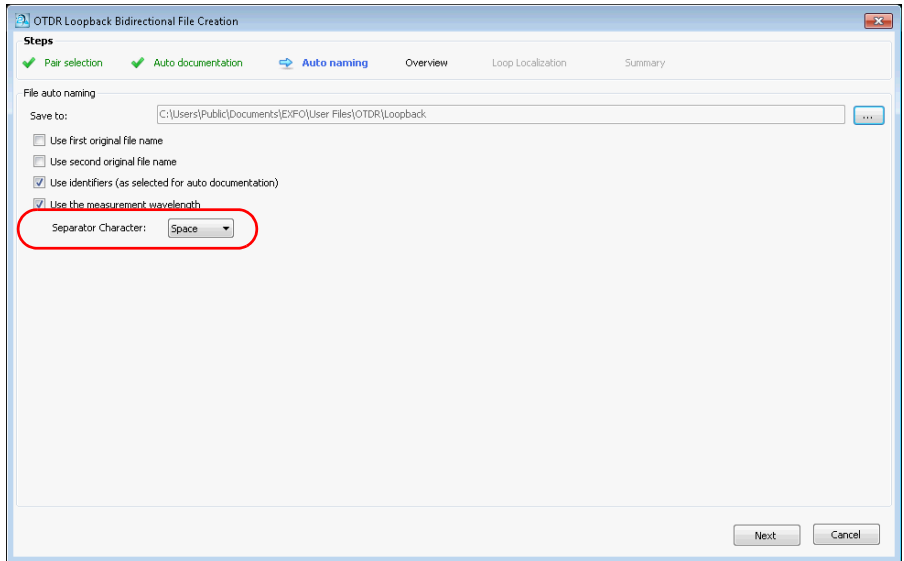 OTDR Loopback Bidirectional File Creation
Steps
Pair selection Auto documentation Auto naming Overview Loop Localization Summary
File auto naming
Save to: C:\Users\Public\Documents\EXFO\User Files\OTDR\Loopback ...
Use first original file name
Use second original file name
Use identifiers (as selected for auto documentation)
Use the measurement wavelength
Separator Character: Space
Next Cancel